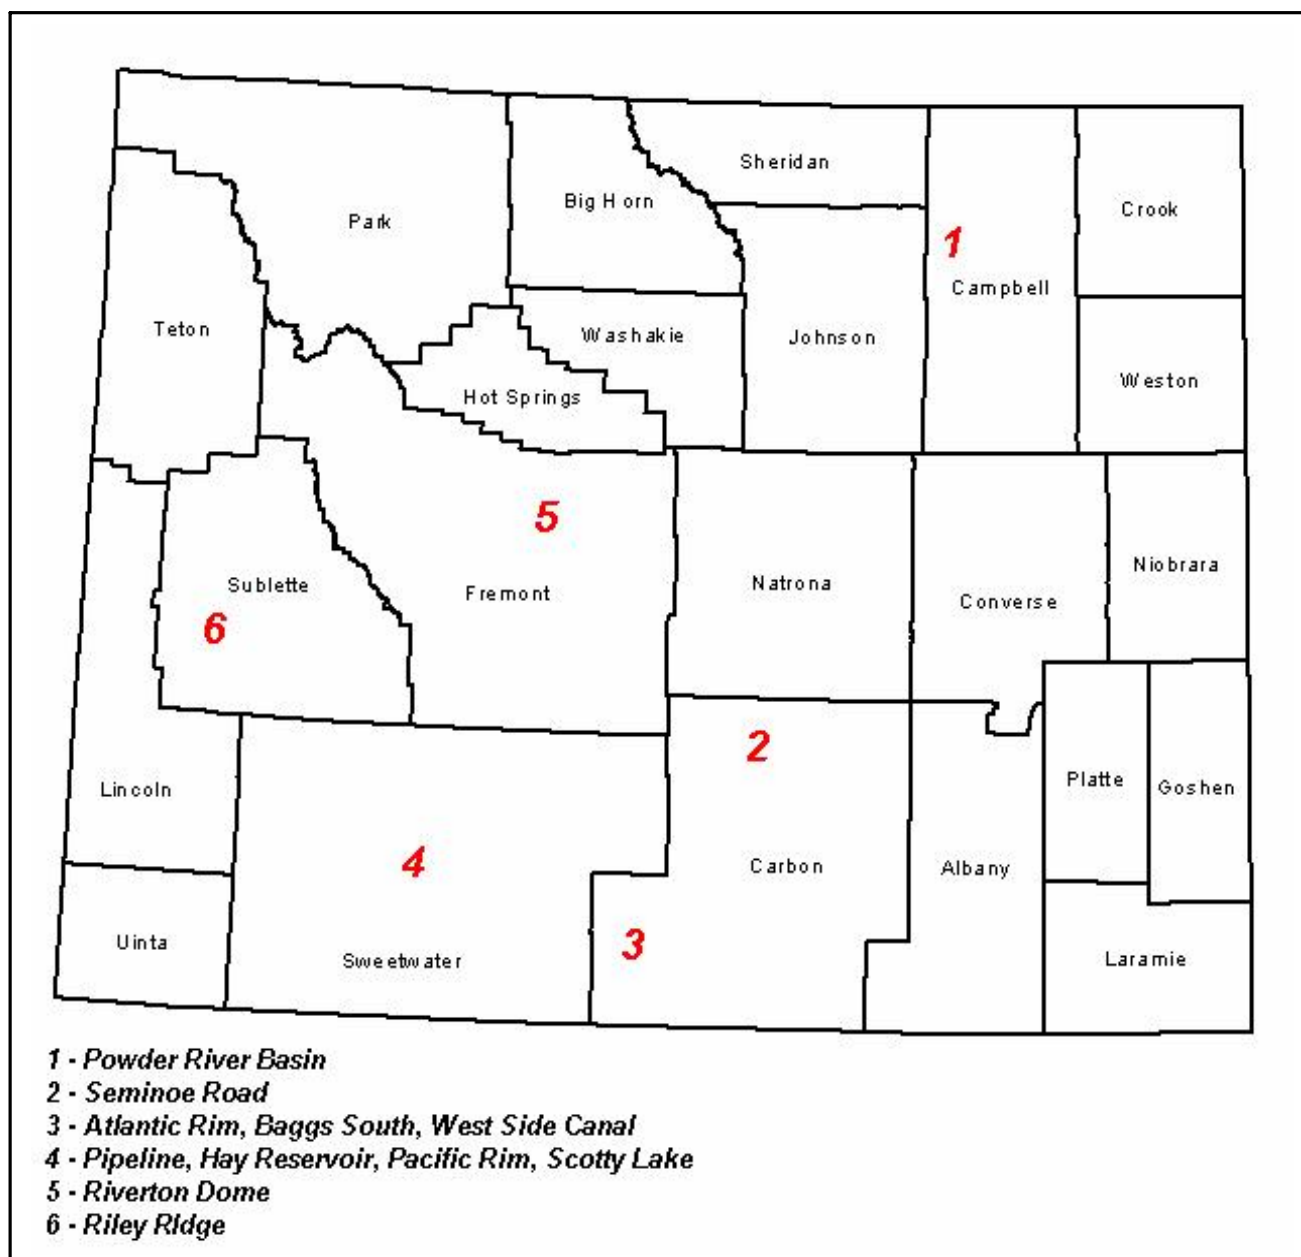 Sheridan
Big Horn
Crook
Park
1
Campbell
Teton
Washakie
Johnson
Weston
Hot Springs
5
Sublette
Fremont
Natrona
Converse
Niobrara
6
2
Lincoln
Platte
Goshen
4
Carbon
Albany
Uinta
3
Sweetwater
Laramie
1 - Powder River Basin
2 - Seminoe Road
3 - Atlantic Rim, Baggs South, West Side Canal
4 - Pipeline, Hay Reservoir, Pacific Rim, Scotty Lake
5 - Riverton Dome
6 - Riley RIdge